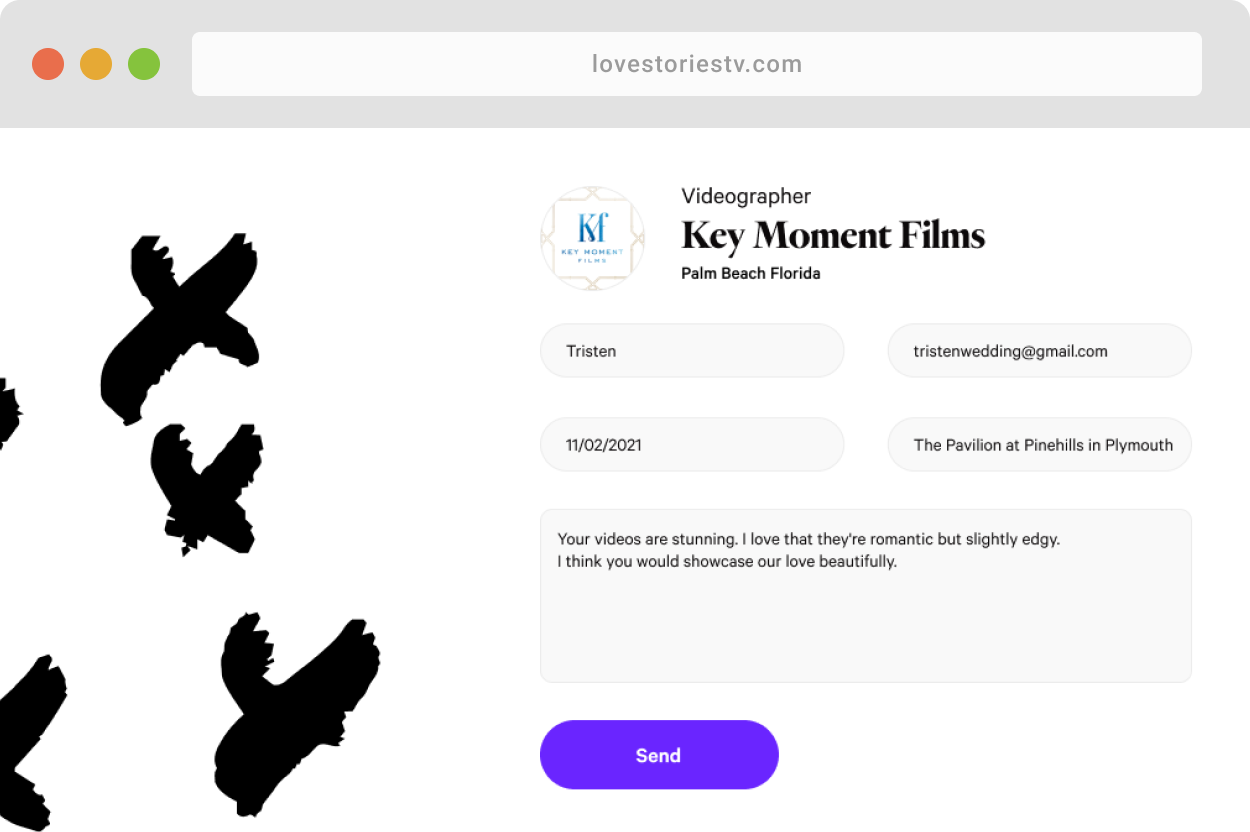 lovestoriestv.com
Videographer
Kf
KEY MOMENT
FILMS
Key Moment Films
Palm Beach Florida
Tristen
tristenwedding@gmail.com
11/02/2021
The Pavilion at Pinehills in Plymouth
Your videos are stunning. I love that they're romantic but slightly edgy.
I think you would showcase our love beautifully.
Send